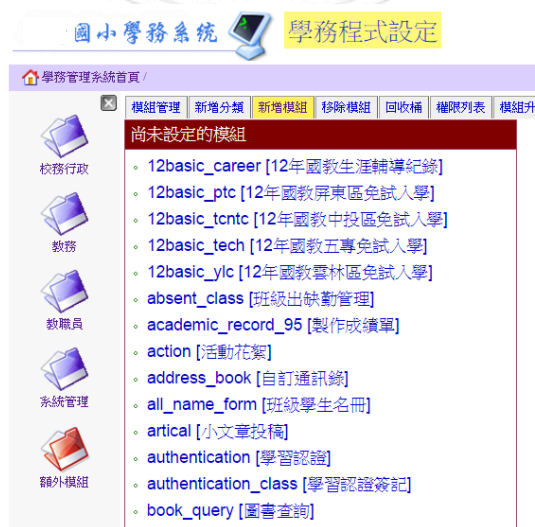 國小學務系統 學務程式設定
學務管理系統首頁 /
模組管理 新增分類 新增模組 移除模組 回收桶 權限列表 模組升
尚未設定的模組
12basic_career [12年國教生涯輔導紀錄]
12basic_ptc [12年國教屏東區免試入學]
12basic_tcntc [12年國教中投區免試入學]
12basic_tech [12年國教五專免試入學]
12basic_ylc [12年國教雲林區免試入學]
absent_class [班級出缺勤管理]
academic_record_95 [製作成績單]
action [活動花絮]
address_book [自訂通訊錄]
all_name_form [班級學生名冊]
artical [小文章投稿]
authentication [學習認證]
authentication_class [學習認證簽記]
book_query [圖書查詢]
校務行政
教務
教職員
系統管理
額外模組